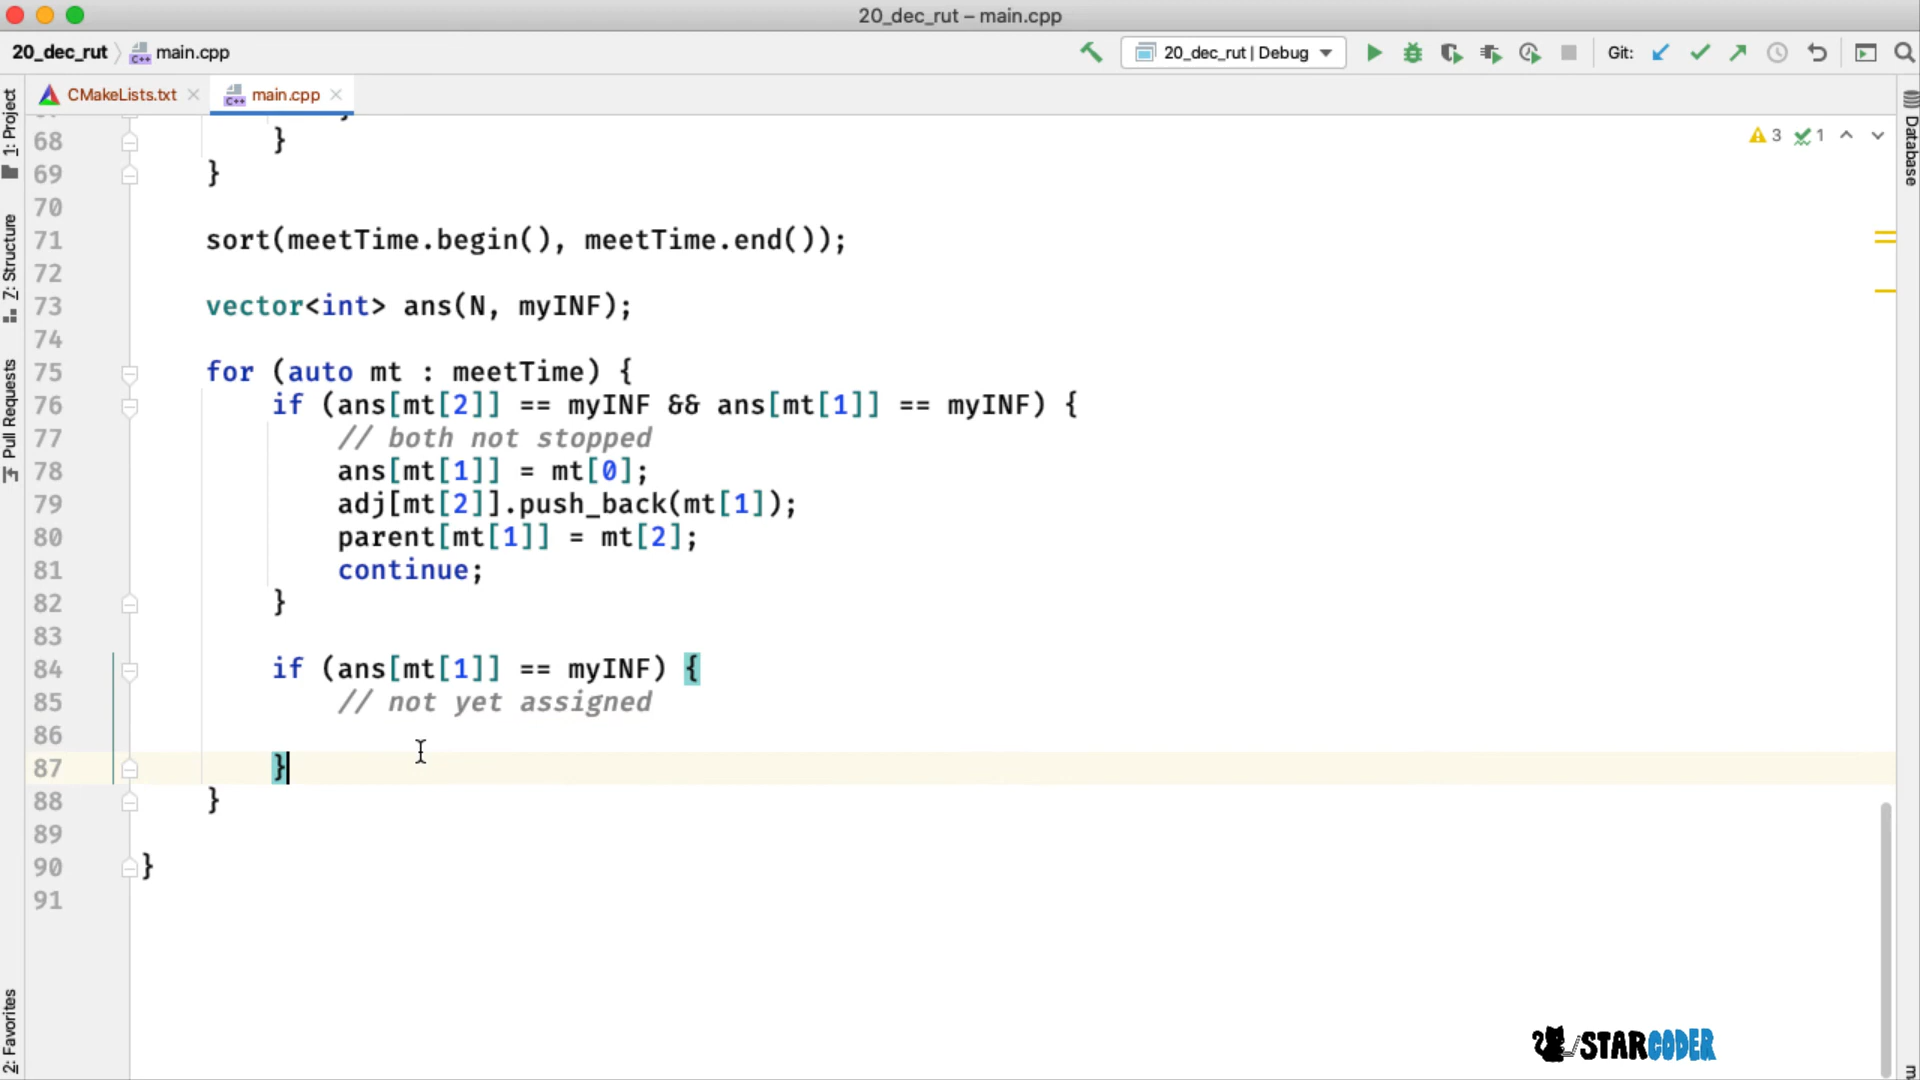 20_dec_rut – main.cpp
20_dec_rut main.cpp 20_dec_rut | Debug Git:
CMakeLists.txt main.cpp
1: Project
Z: Structure
Pull Requests
2: Favorites
Database
3 1
68 }
69 }
70
71 sort(meetTime.begin(), meetTime.end());
72
73 vector<int> ans(N, myINF);
74
75 for (auto mt : meetTime) {
76 if (ans[mt[2]] == myINF && ans[mt[1]] == myINF) {
77 // both not stopped
78 ans[mt[1]] = mt[0];
79 adj[mt[2]].push_back(mt[1]);
80 parent[mt[1]] = mt[2];
81 continue;
82 }
83
84 if (ans[mt[1]] == myINF) {
85 // not yet assigned
86
87 }
88 }
89
90 }
91
STARCODER